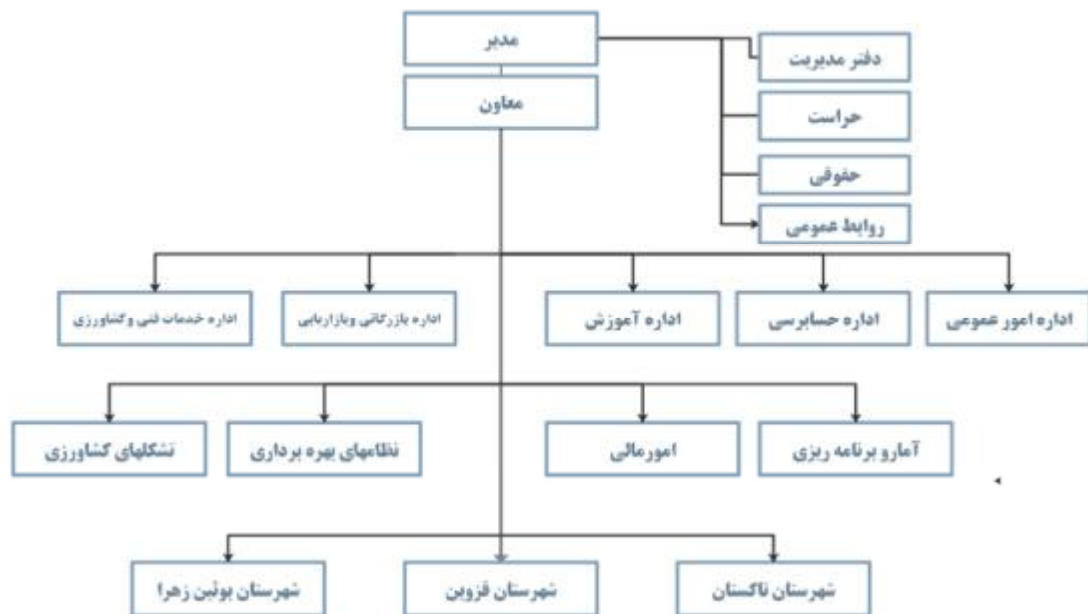 مدیر
دفتر مدیریت
معاون
حراست
حقوقی
روابط عمومی
اداره امور عمومی
اداره حسابرسی
اداره آموزش
اداره بازرگانی وبازاریابی
اداره خدمات فنی وکشاورزی
آمارو برنامه ریزی
امورمالی
نظامهای بهره برداری
تشکلهای کشاورزی
شهرستان تاکستان
شهرستان قزوین
شهرستان بوئین زهرا